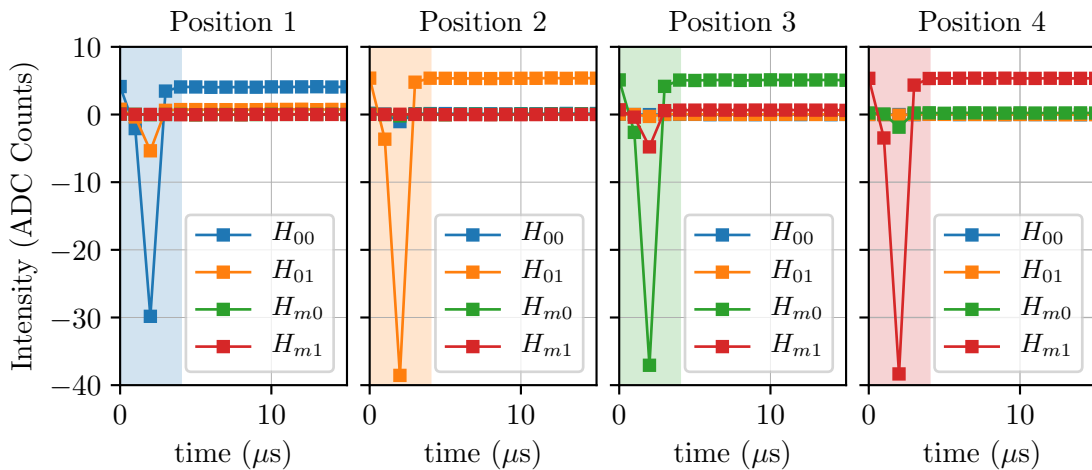 Position 1 Position 2 Position 3 Position 4
Intensity (ADC Counts)
10
0
−10
−20
−30
−40
H₀₀
H₀₁
Hₘ₀
Hₘ₁
H₀₀
H₀₁
Hₘ₀
Hₘ₁
H₀₀
H₀₁
Hₘ₀
Hₘ₁
H₀₀
H₀₁
Hₘ₀
Hₘ₁
0 10 0 10 0 10 0 10
time (μs) time (μs) time (μs) time (μs)